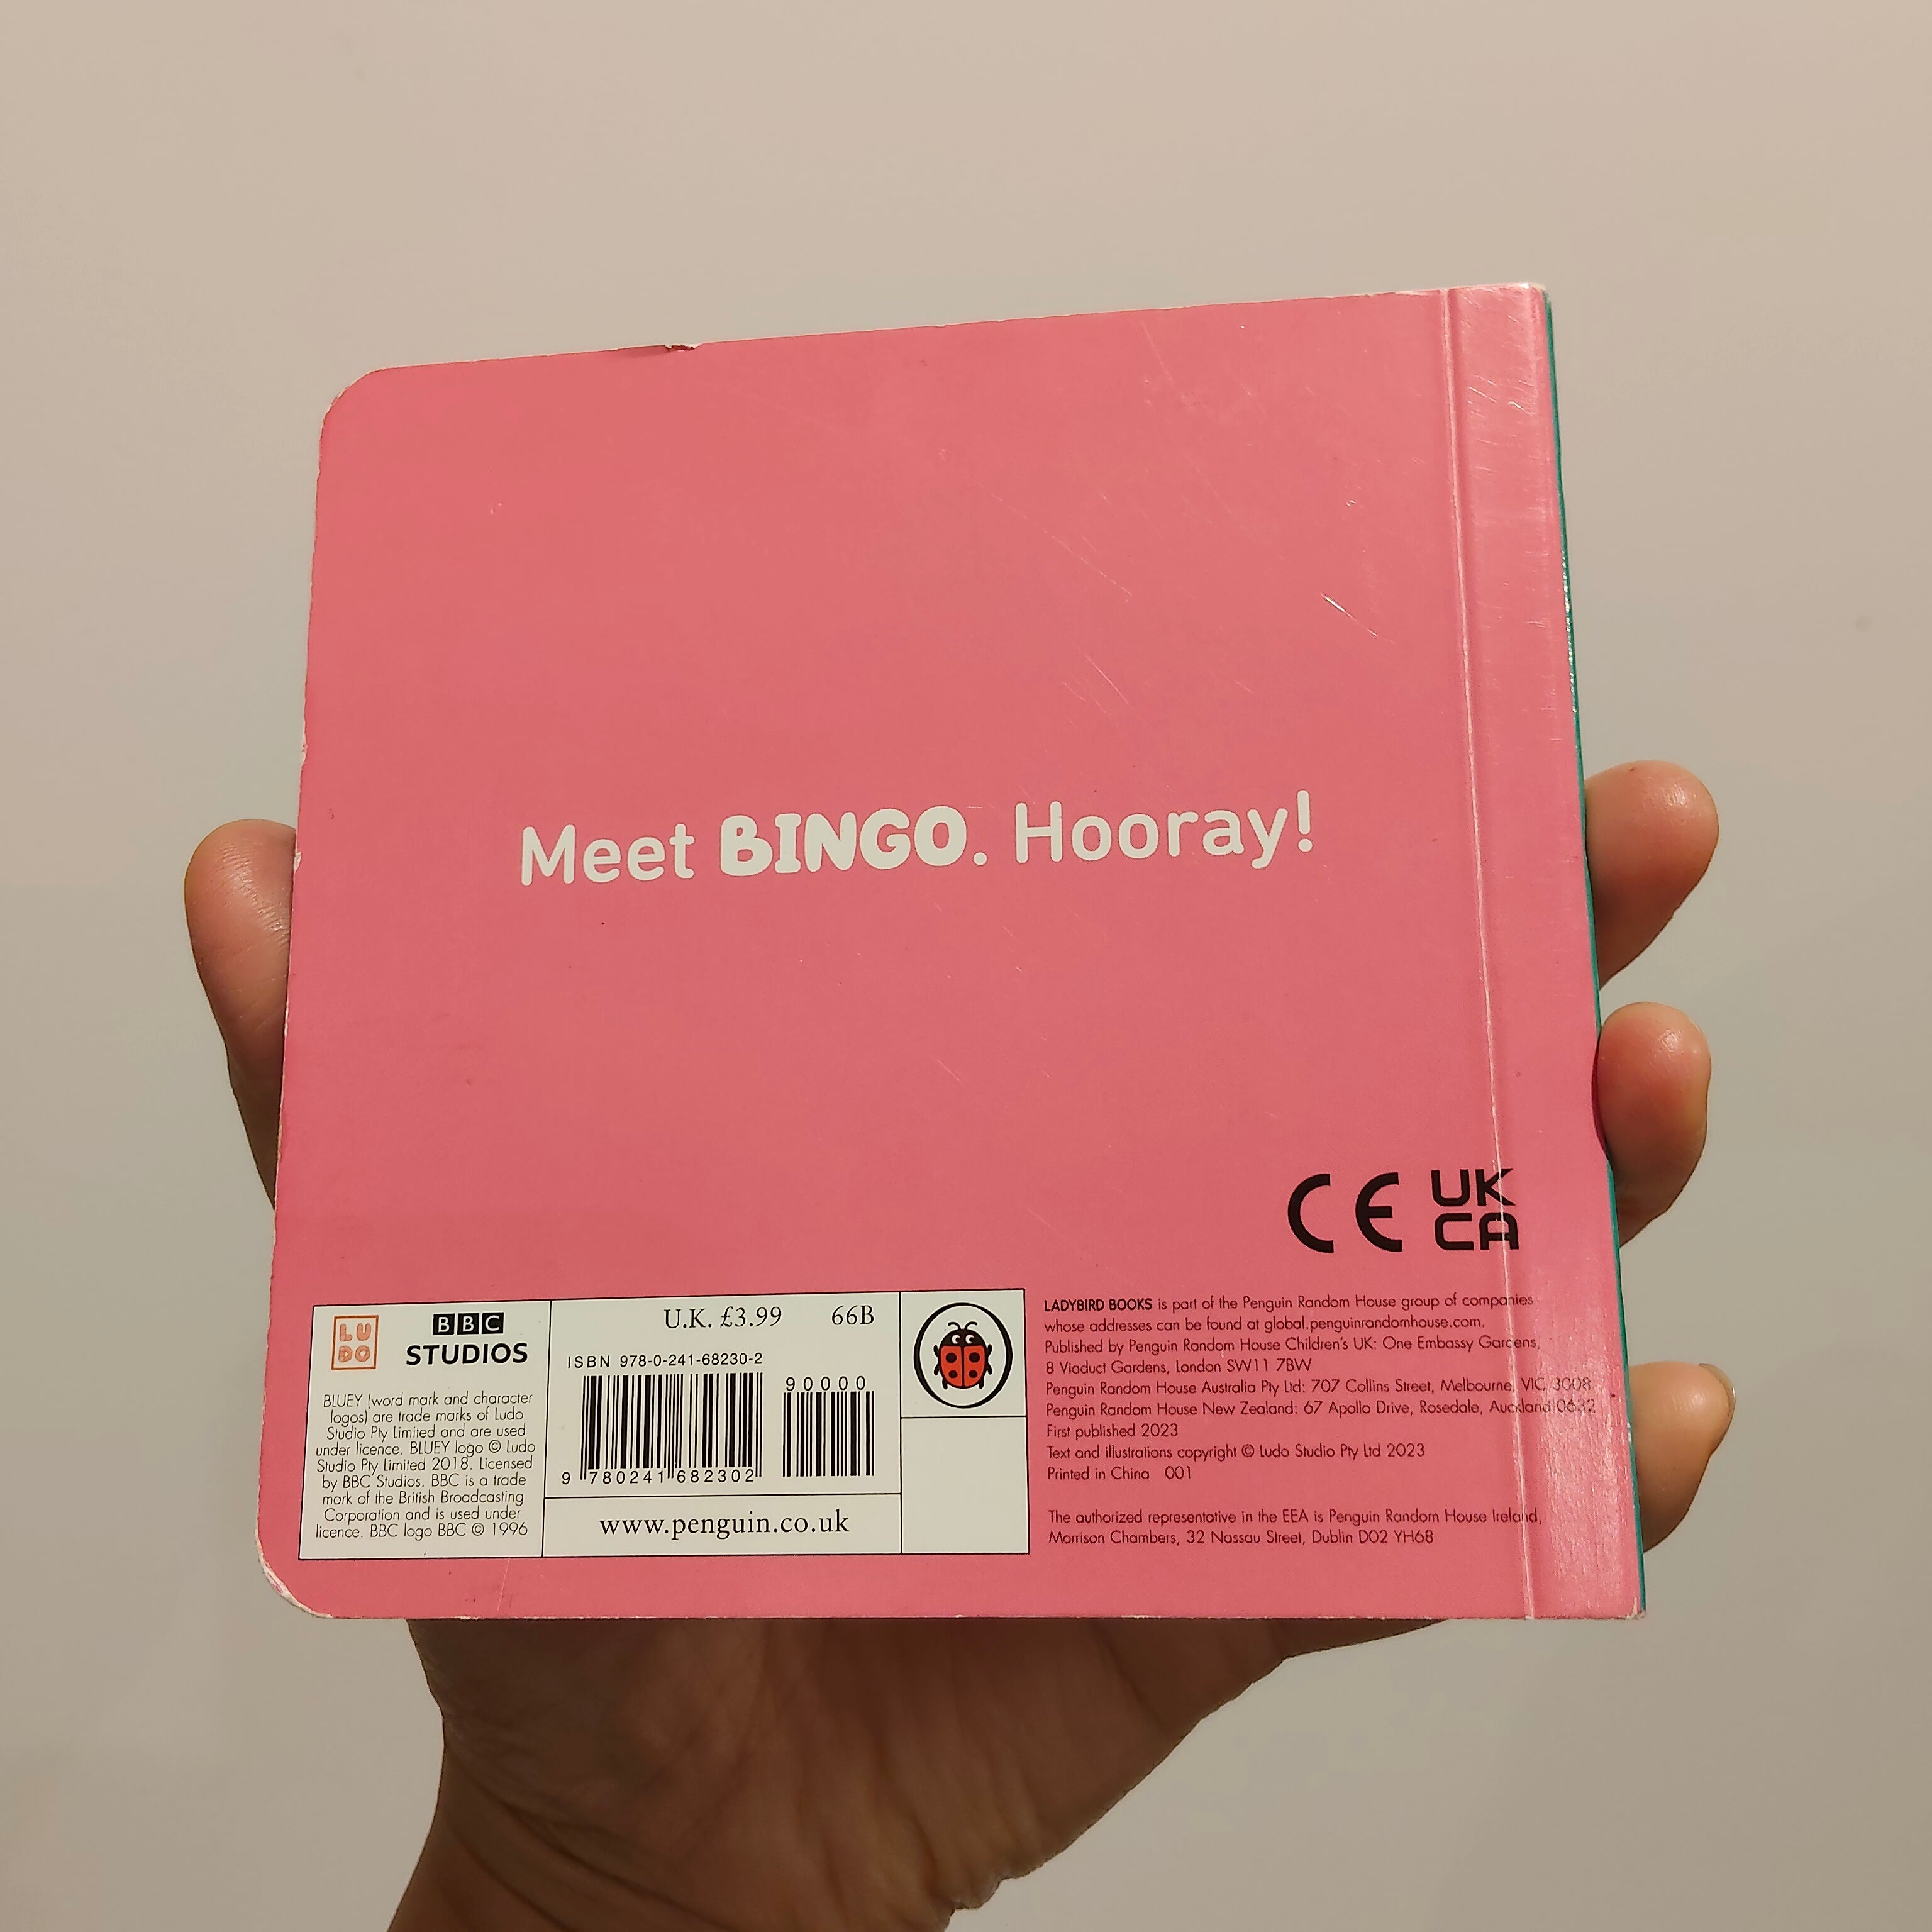 Meet BINGO. Hooray!
CE UK
CA
LU
DO
BBC
STUDIOS
BLUEY (word mark and character
logos) are trade marks of Ludo
Studio Pty Limited and are used
under licence. BLUEY logo © Ludo
Studio Pty Limited 2018. Licensed
by BBC Studios. BBC is a trade
mark of the British Broadcasting
Corporation and is used under
licence. BBC logo BBC © 1996
U.K. £3.99 66B
ISBN 978-0-241-68230-2
90000
9 780241 682302
www.penguin.co.uk
LADYBIRD BOOKS is part of the Penguin Random House group of companies
whose addresses can be found at global.penguinrandomhouse.com.
Published by Penguin Random House Children's UK: One Embassy Gardens,
8 Viaduct Gardens, London SW11 7BW
Penguin Random House Australia Pty Ltd: 707 Collins Street, Melbourne, VIC 3008
Penguin Random House New Zealand: 67 Apollo Drive, Rosedale, Auckland 0632
First published 2023
Text and illustrations copyright © Ludo Studio Pty Ltd 2023
Printed in China 001
The authorized representative in the EEA is Penguin Random House Ireland,
Morrison Chambers, 32 Nassau Street, Dublin D02 YH68